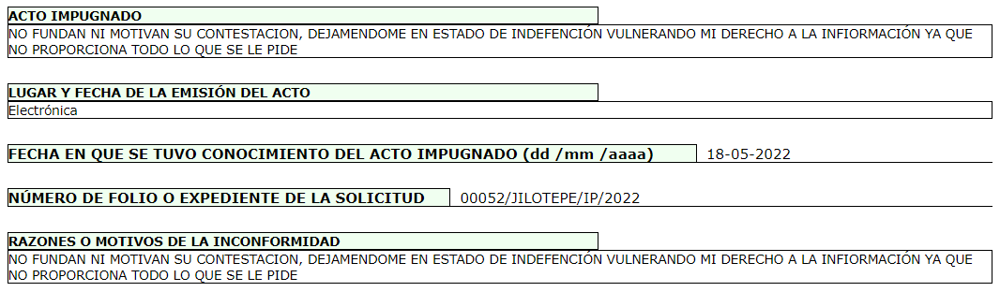 ACTO IMPUGNADO
NO FUNDAN NI MOTIVAN SU CONTESTACION, DEJAMENDOME EN ESTADO DE INDEFENCIÓN VULNERANDO MI DERECHO A LA INFIORMACIÓN YA QUE
NO PROPORCIONA TODO LO QUE SE LE PIDE
LUGAR Y FECHA DE LA EMISIÓN DEL ACTO
Electrónica
FECHA EN QUE SE TUVO CONOCIMIENTO DEL ACTO IMPUGNADO (dd /mm /aaaa) 18-05-2022
NÚMERO DE FOLIO O EXPEDIENTE DE LA SOLICITUD 00052/JILOTEPE/IP/2022
RAZONES O MOTIVOS DE LA INCONFORMIDAD
NO FUNDAN NI MOTIVAN SU CONTESTACION, DEJAMENDOME EN ESTADO DE INDEFENCIÓN VULNERANDO MI DERECHO A LA INFIORMACIÓN YA QUE
NO PROPORCIONA TODO LO QUE SE LE PIDE